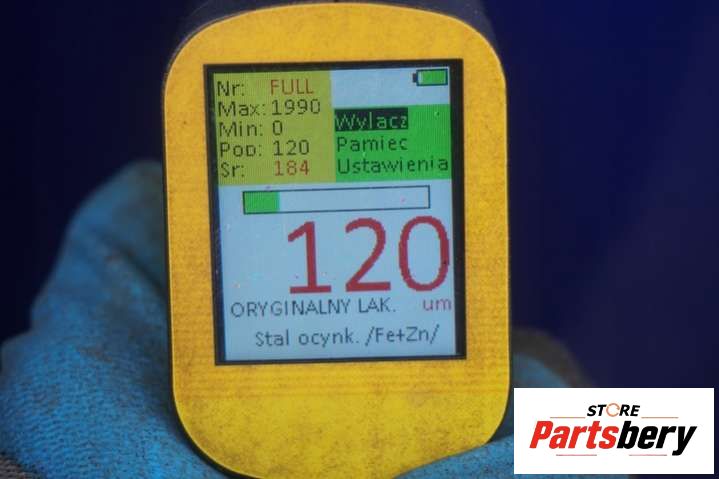 Nr: FULL
Max: 1990
Min: 0
Pop: 120
Sr: 184
Wylacz
Pamiec
Ustawienia
120
ORYGINALNY LAK. um
Stal ocynk. /Fe+Zn/
STORE
Partsbery